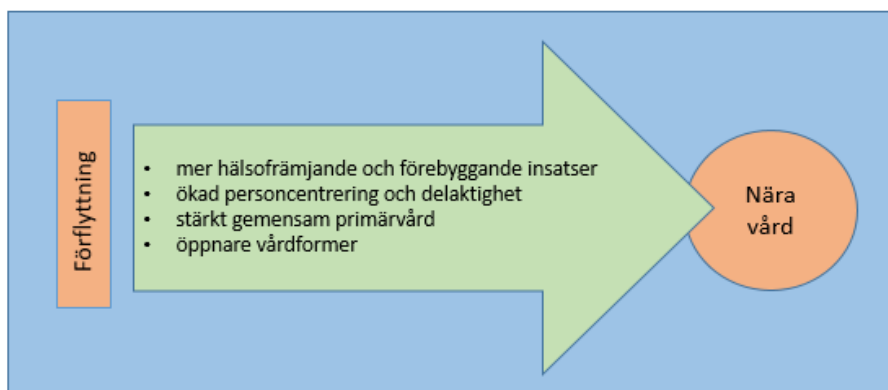 Förflyttning
• mer hälsofrämjande och förebyggande insatser
• ökad personcentrering och delaktighet
• stärkt gemensam primärvård
• öppnare vårdformer
Nära
vård